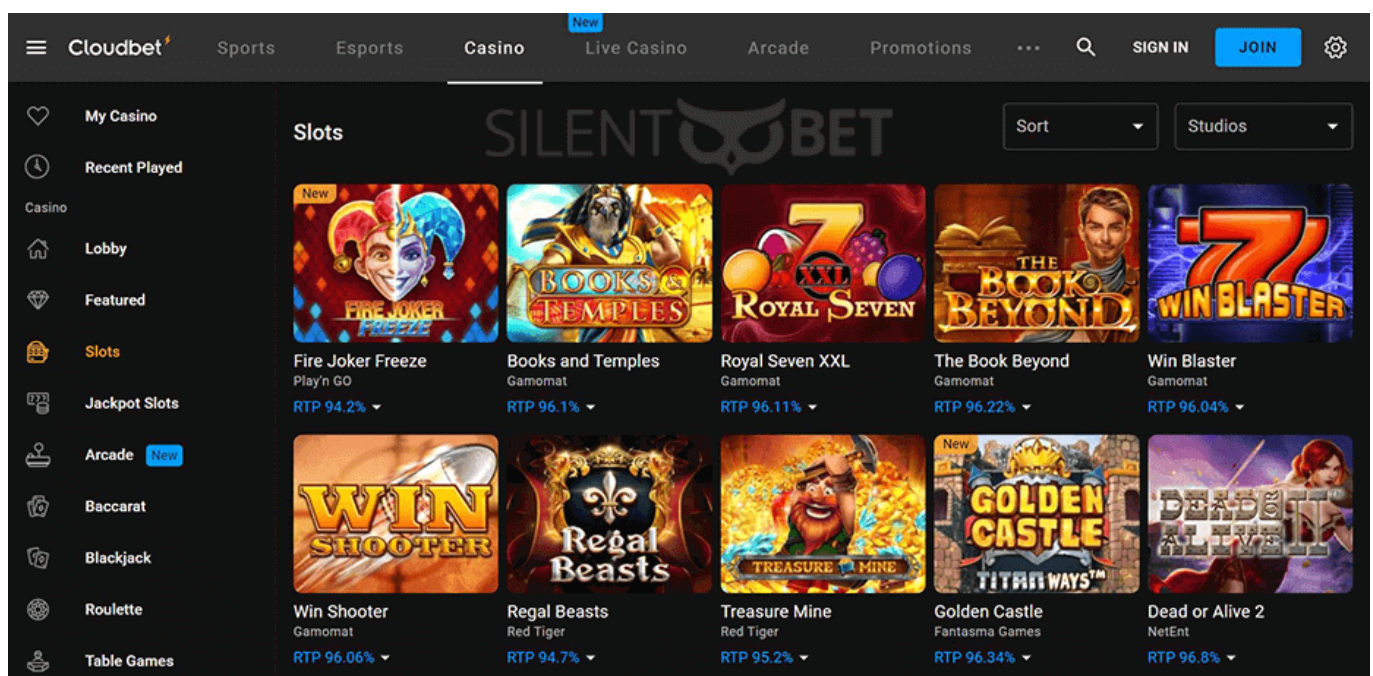 Cloudbet
Sports
Esports
Casino
New
Live Casino
Arcade
Promotions
...
SIGN IN
JOIN
My Casino
Recent Played
Casino
Lobby
Featured
Slots
Jackpot Slots
Arcade New
Baccarat
Blackjack
Roulette
Table Games
Slots
SILENTBET
Sort
Studios
New
FIRE JOKER
FREEZE
Fire Joker Freeze
Play'n GO
RTP 94.2%
BOOKS &
TEMPLES
Books and Temples
Gamomat
RTP 96.1%
7
XXL
ROYAL SEVEN
Royal Seven XXL
Gamomat
RTP 96.11%
THE
BOOK
BEYOND
The Book Beyond
Gamomat
RTP 96.22%
777
WIN BLASTER
Win Blaster
Gamomat
RTP 96.04%
WIN
SHOOTER
Win Shooter
Gamomat
RTP 96.06%
Regal
Beasts
Regal Beasts
Red Tiger
RTP 94.7%
TREASURE MINE
Treasure Mine
Red Tiger
RTP 95.2%
New
GOLDEN
CASTLE
TITANWAYS™
Golden Castle
Fantasma Games
RTP 96.34%
DEAD OR
ALIVE II
Dead or Alive 2
NetEnt
RTP 96.8%